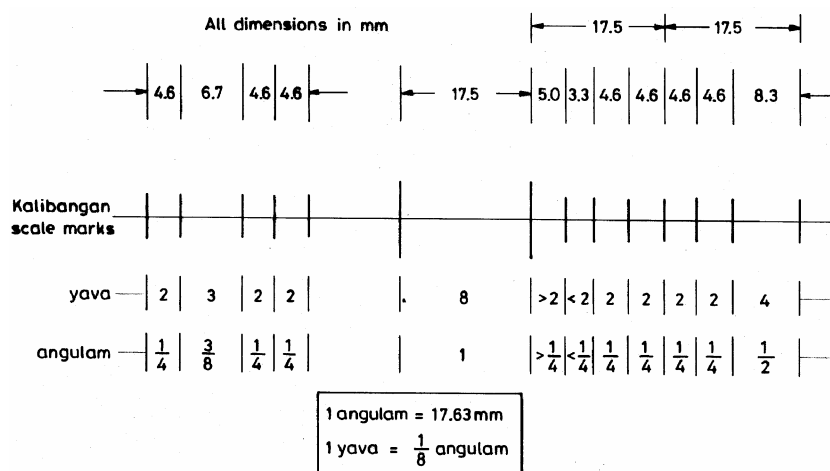 All dimensions in mm
17.5 17.5
4.6 6.7 4.6 4.6 17.5 5.0 3.3 4.6 4.6 4.6 4.6 8.3
Kalibangan
scale marks
yava 2 3 2 2 8 >2 <2 2 2 2 2 4
angulam 1/4 3/8 1/4 1/4 1 >1/4 <1/4 1/4 1/4 1/4 1/4 1/2
1 angulam = 17.63mm
1 yava = 1/8 angulam